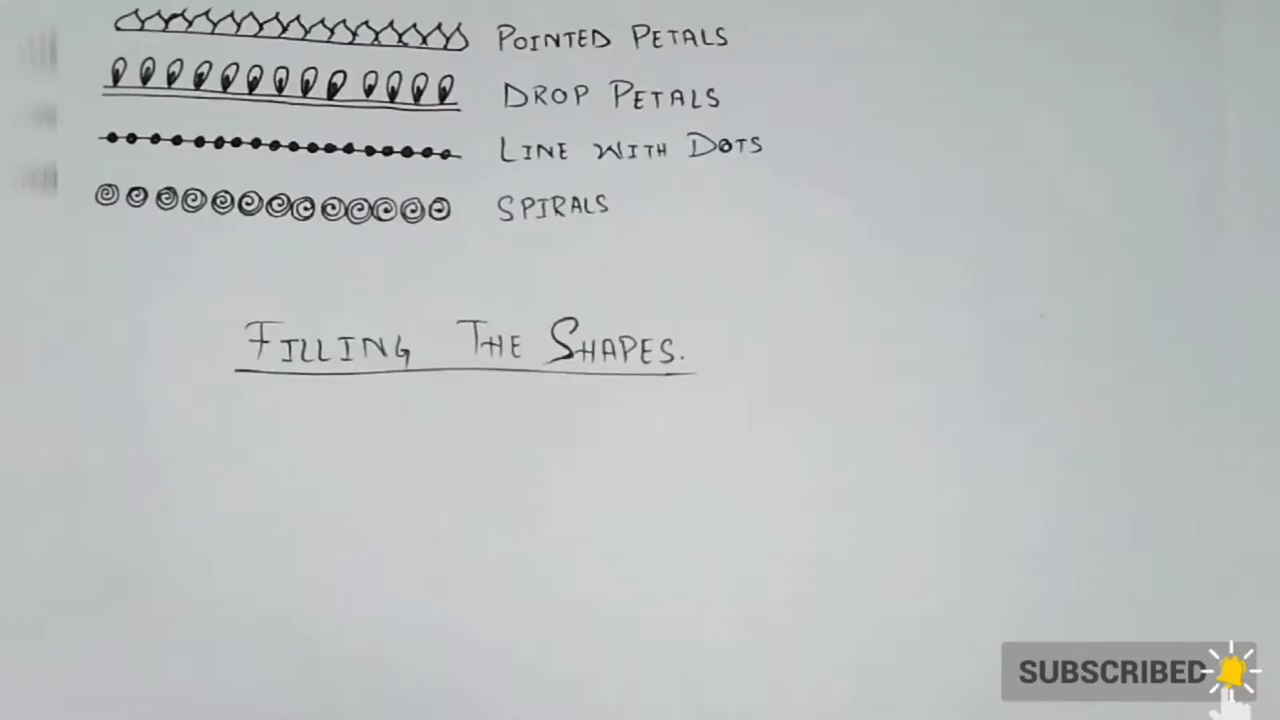 POINTED PETALS
DROP PETALS
LINE WITH DOTS
SPIRALS
FILLING THE SHAPES.
SUBSCRIBED